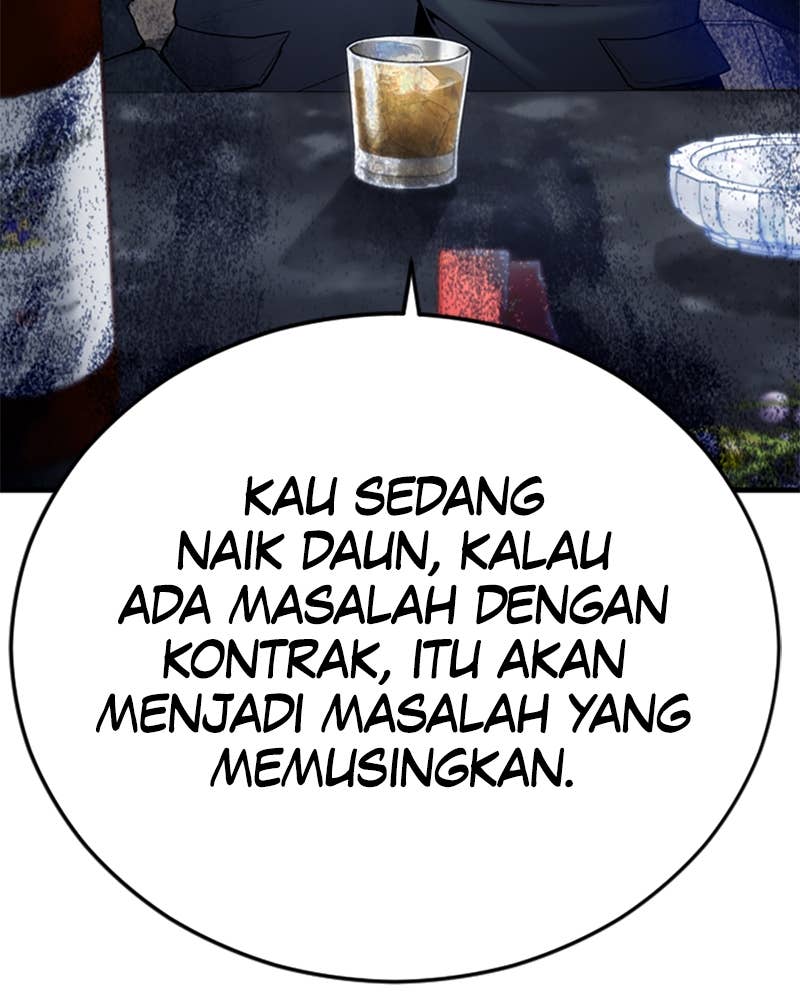 KAU SEDANG
NAIK DAUN, KALAU
ADA MASALAH DENGAN
KONTRAK, ITU AKAN
MENJADI MASALAH YANG
MEMUSINGKAN.